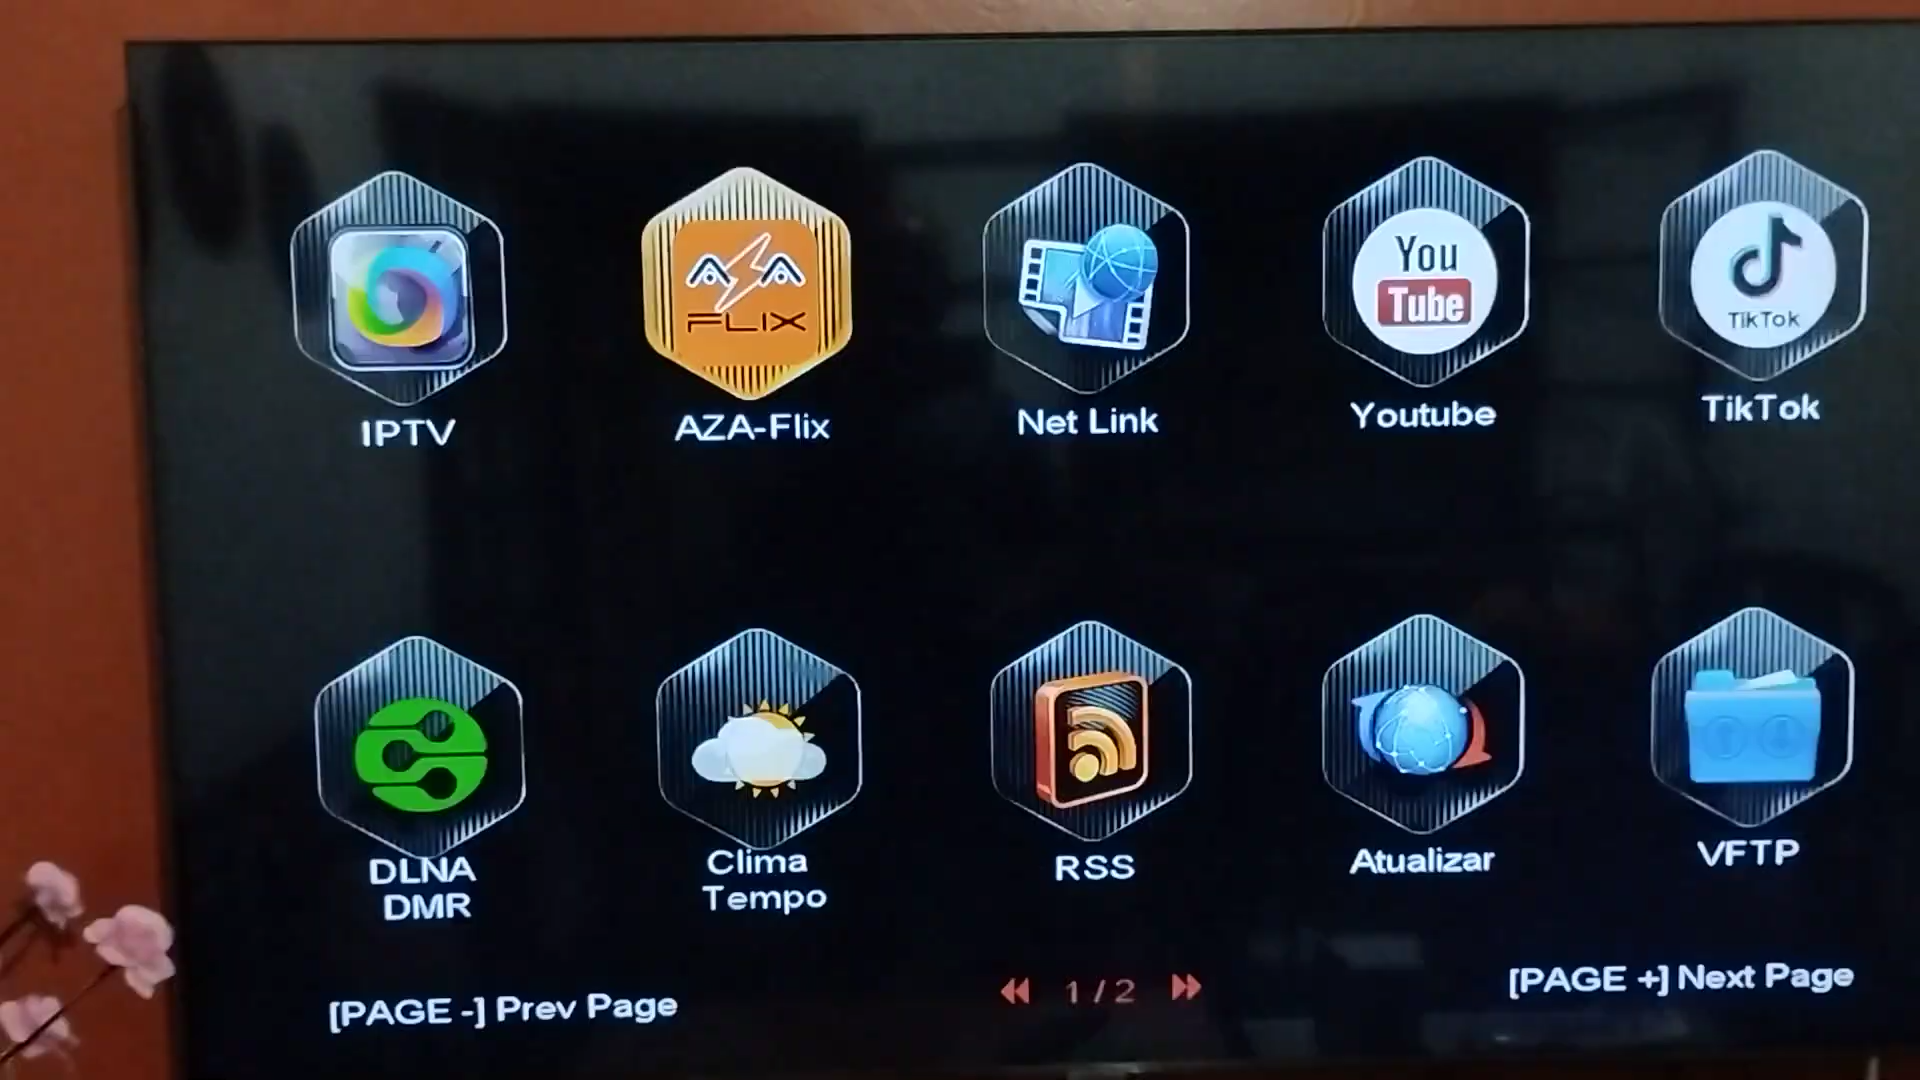 AZA
FLIX
You
Tube
TikTok
IPTV
AZA-Flix
Net Link
Youtube
TikTok
DLNA
DMR
Clima
Tempo
RSS
Atualizar
VFTP
[PAGE -] Prev Page
1 / 2
[PAGE +] Next Page